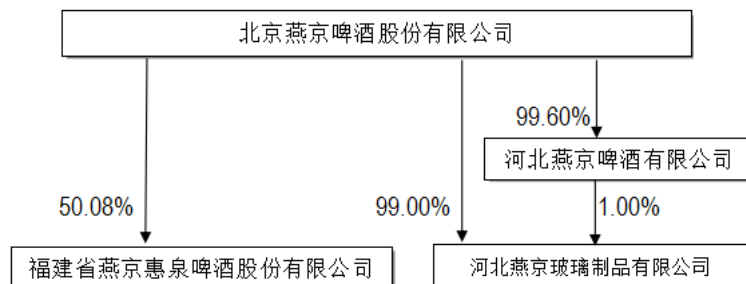 北京燕京啤酒股份有限公司
99.60%
河北燕京啤酒有限公司
50.08%
99.00%
1.00%
福建省燕京惠泉啤酒股份有限公司
河北燕京玻璃制品有限公司